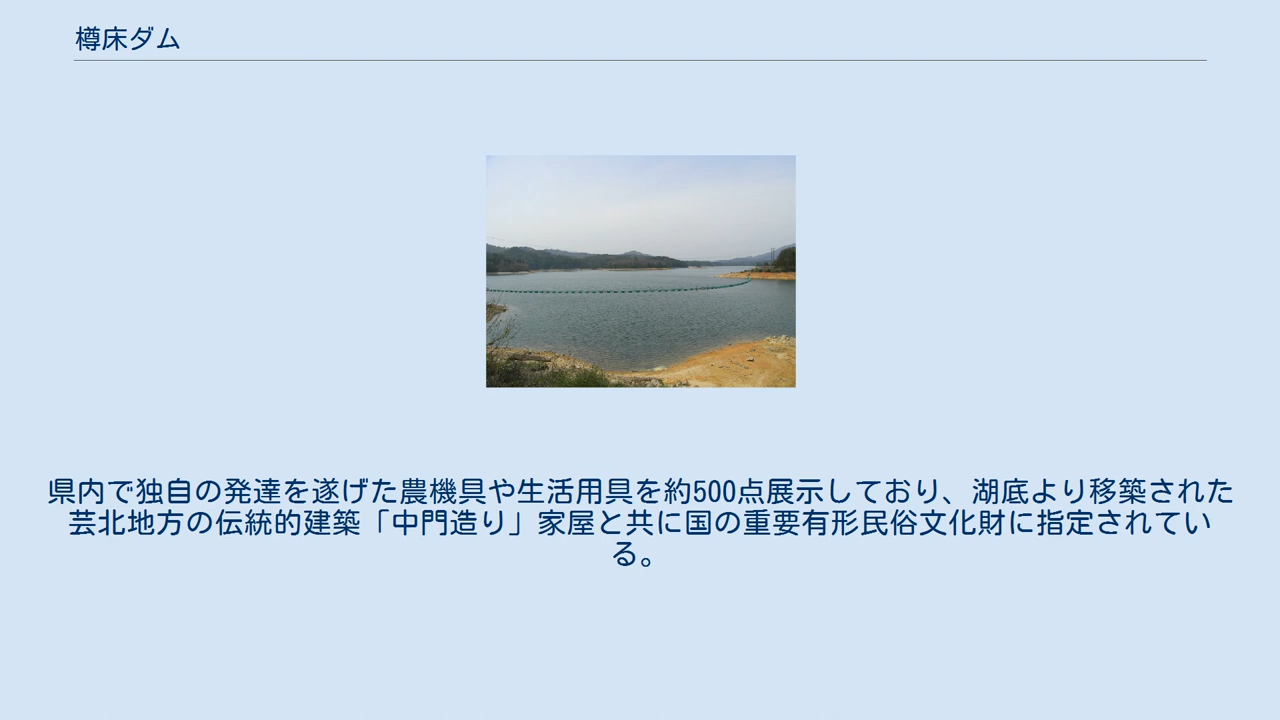 樽床ダム
県内で独自の発達を遂げた農機具や生活用具を約500点展示しており、湖底より移築された
芸北地方の伝統的建築「中門造り」家屋と共に国の重要有形民俗文化財に指定されてい
る。